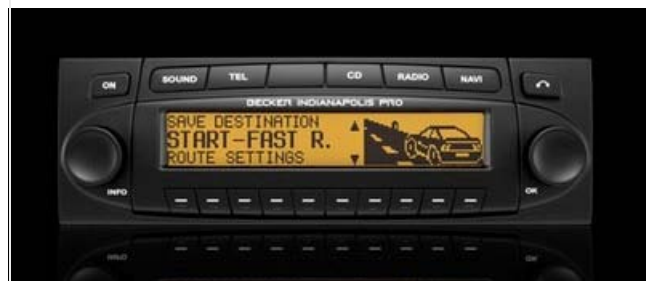 ON
SOUND TEL CD RADIO NAVI
BECKER INDIANAPOLIS PRO
SAVE DESTINATION
START-FAST R.
ROUTE SETTINGS
INFO
OK